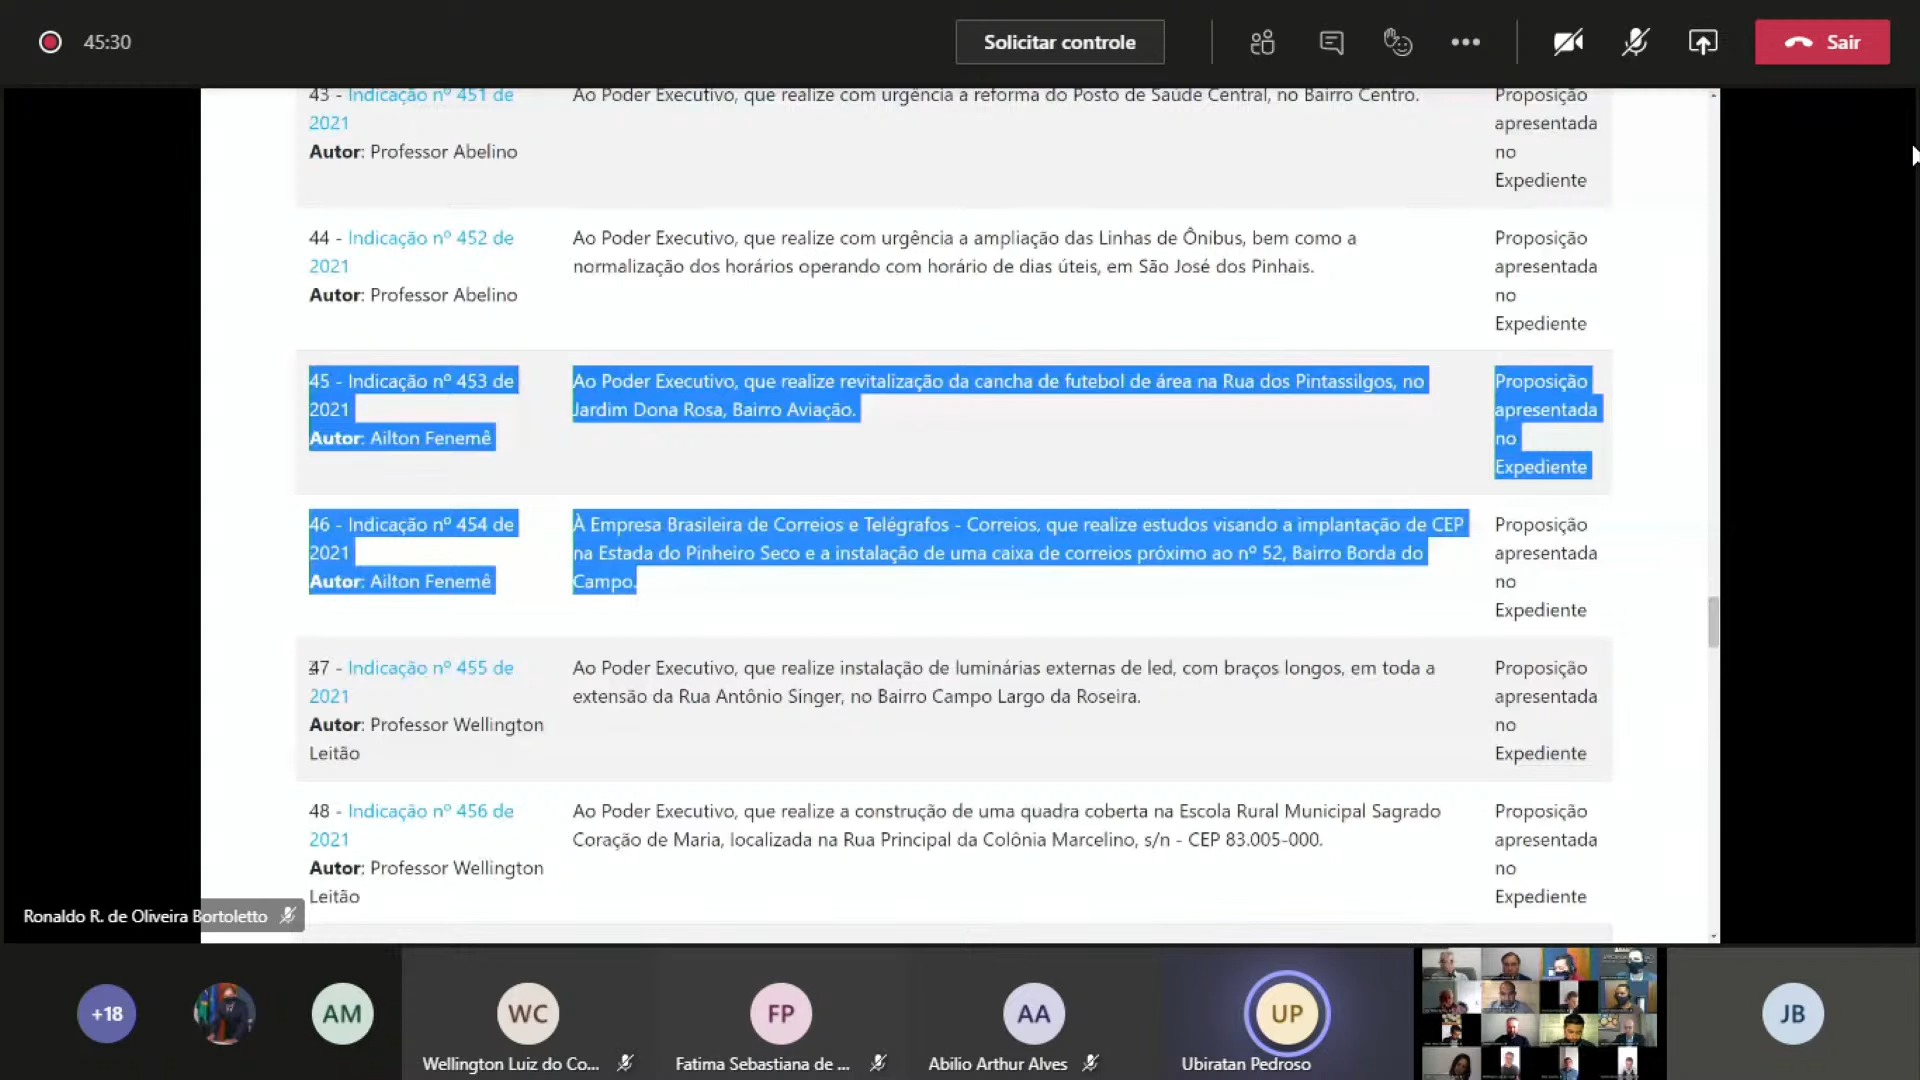 45:30
Solicitar controle
Sair
43 - Indicação nº 451 de
2021
Autor: Professor Abelino
Ao Poder Executivo, que realize com urgência a reforma do Posto de Saúde Central, no Bairro Centro.
Proposição
apresentada
no
Expediente
44 - Indicação nº 452 de
2021
Autor: Professor Abelino
Ao Poder Executivo, que realize com urgência a ampliação das Linhas de Ônibus, bem como a
normalização dos horários operando com horário de dias úteis, em São José dos Pinhais.
Proposição
apresentada
no
Expediente
45 - Indicação nº 453 de
2021
Autor: Ailton Fenemê
Ao Poder Executivo, que realize revitalização da cancha de futebol de área na Rua dos Pintassilgos, no
Jardim Dona Rosa, Bairro Aviação.
Proposição
apresentada
no
Expediente
46 - Indicação nº 454 de
2021
Autor: Ailton Fenemê
À Empresa Brasileira de Correios e Telégrafos - Correios, que realize estudos visando a implantação de CEP
na Estada do Pinheiro Seco e a instalação de uma caixa de correios próximo ao nº 52, Bairro Borda do
Campo.
Proposição
apresentada
no
Expediente
47 - Indicação nº 455 de
2021
Autor: Professor Wellington
Leitão
Ao Poder Executivo, que realize instalação de luminárias externas de led, com braços longos, em toda a
extensão da Rua Antônio Singer, no Bairro Campo Largo da Roseira.
Proposição
apresentada
no
Expediente
48 - Indicação nº 456 de
2021
Autor: Professor Wellington
Leitão
Ao Poder Executivo, que realize a construção de uma quadra coberta na Escola Rural Municipal Sagrado
Coração de Maria, localizada na Rua Principal da Colônia Marcelino, s/n - CEP 83.005-000.
Proposição
apresentada
no
Expediente
Ronaldo R. de Oliveira Bortoletto
+18
AM
WC
Wellington Luiz do Co...
FP
Fatima Sebastiana de ...
AA
Abilio Arthur Alves
UP
Ubiratan Pedroso
JB